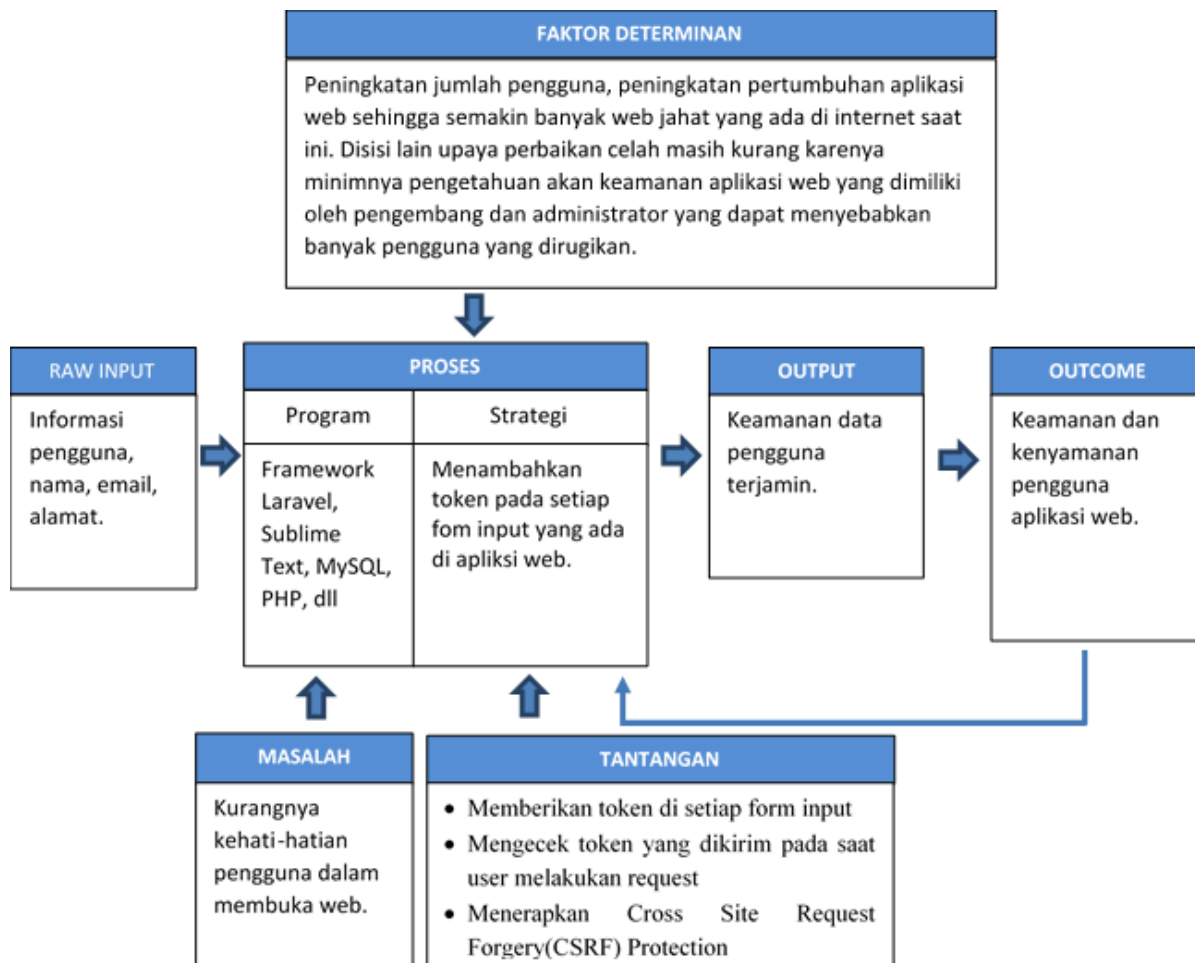 FAKTOR DETERMINAN
Peningkatan jumlah pengguna, peningkatan pertumbuhan aplikasi
web sehingga semakin banyak web jahat yang ada di internet saat
ini. Disisi lain upaya perbaikan celah masih kurang karenya
minimnya pengetahuan akan keamanan aplikasi web yang dimiliki
oleh pengembang dan administrator yang dapat menyebabkan
banyak pengguna yang dirugikan.
RAW INPUT
Informasi
pengguna,
nama, email,
alamat.
PROSES
Program
Framework
Laravel,
Sublime
Text, MySQL,
PHP, dll
Strategi
Menambahkan
token pada setiap
fom input yang ada
di apliksi web.
OUTPUT
Keamanan data
pengguna
terjamin.
OUTCOME
Keamanan dan
kenyamanan
pengguna
aplikasi web.
MASALAH
Kurangnya
kehati-hatian
pengguna dalam
membuka web.
TANTANGAN
• Memberikan token di setiap form input
• Mengecek token yang dikirim pada saat
user melakukan request
• Menerapkan Cross Site Request
Forgery(CSRF) Protection